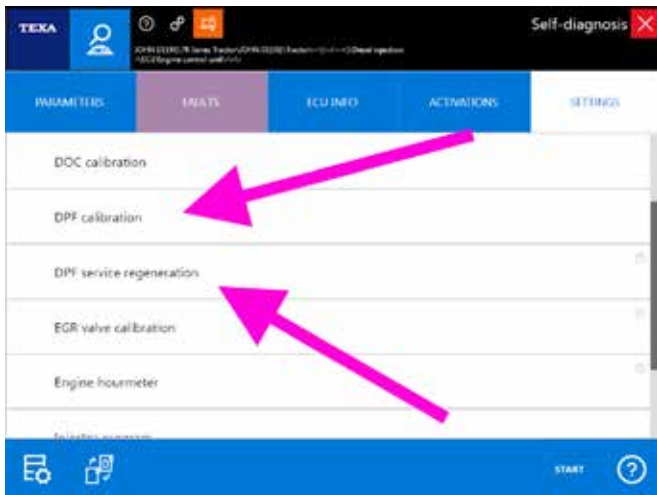 TEXA
Self-diagnosis
PARAMETERS
FAULTS
ECU INFO
ACTIVATIONS
SETTINGS
DOC calibration
DPF calibration
DPF service regeneration
EGR valve calibration
Engine hourmeter
START